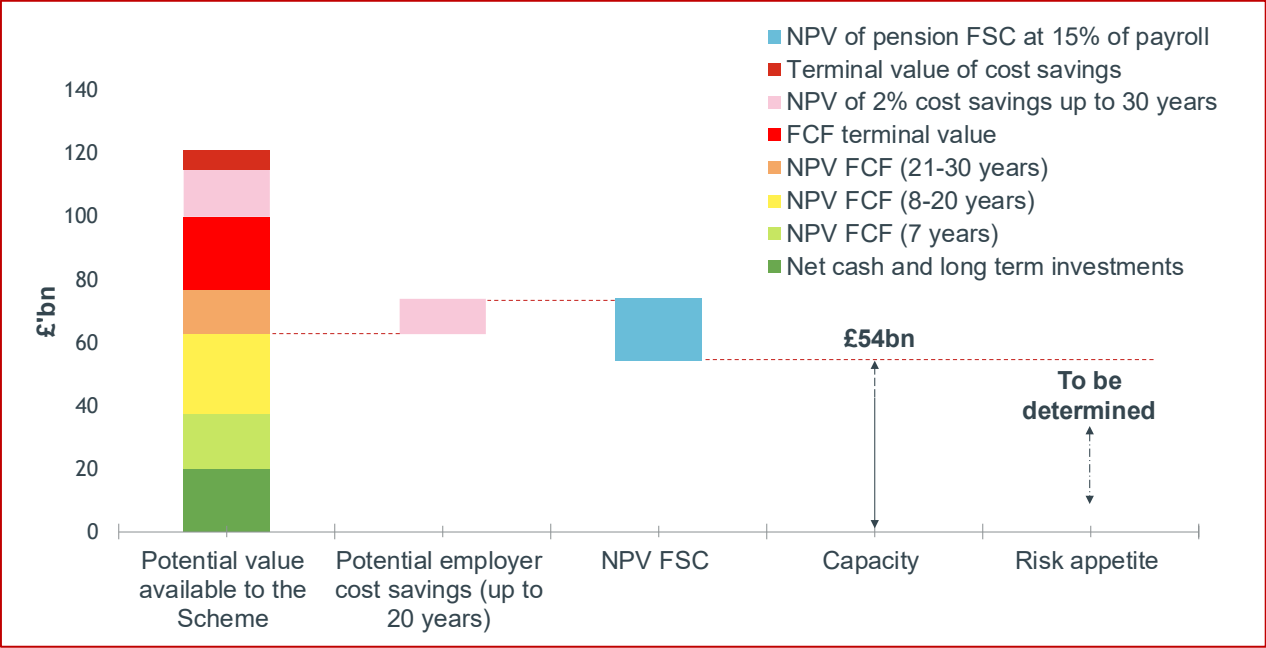 NPV of pension FSC at 15% of payroll
Terminal value of cost savings
NPV of 2% cost savings up to 30 years
FCF terminal value
NPV FCF (21-30 years)
NPV FCF (8-20 years)
NPV FCF (7 years)
Net cash and long term investments
£'bn
140
120
100
80
60
40
20
0
£54bn
To be
determined
Potential value
available to the
Scheme
Potential employer
cost savings (up to
20 years)
NPV FSC
Capacity
Risk appetite